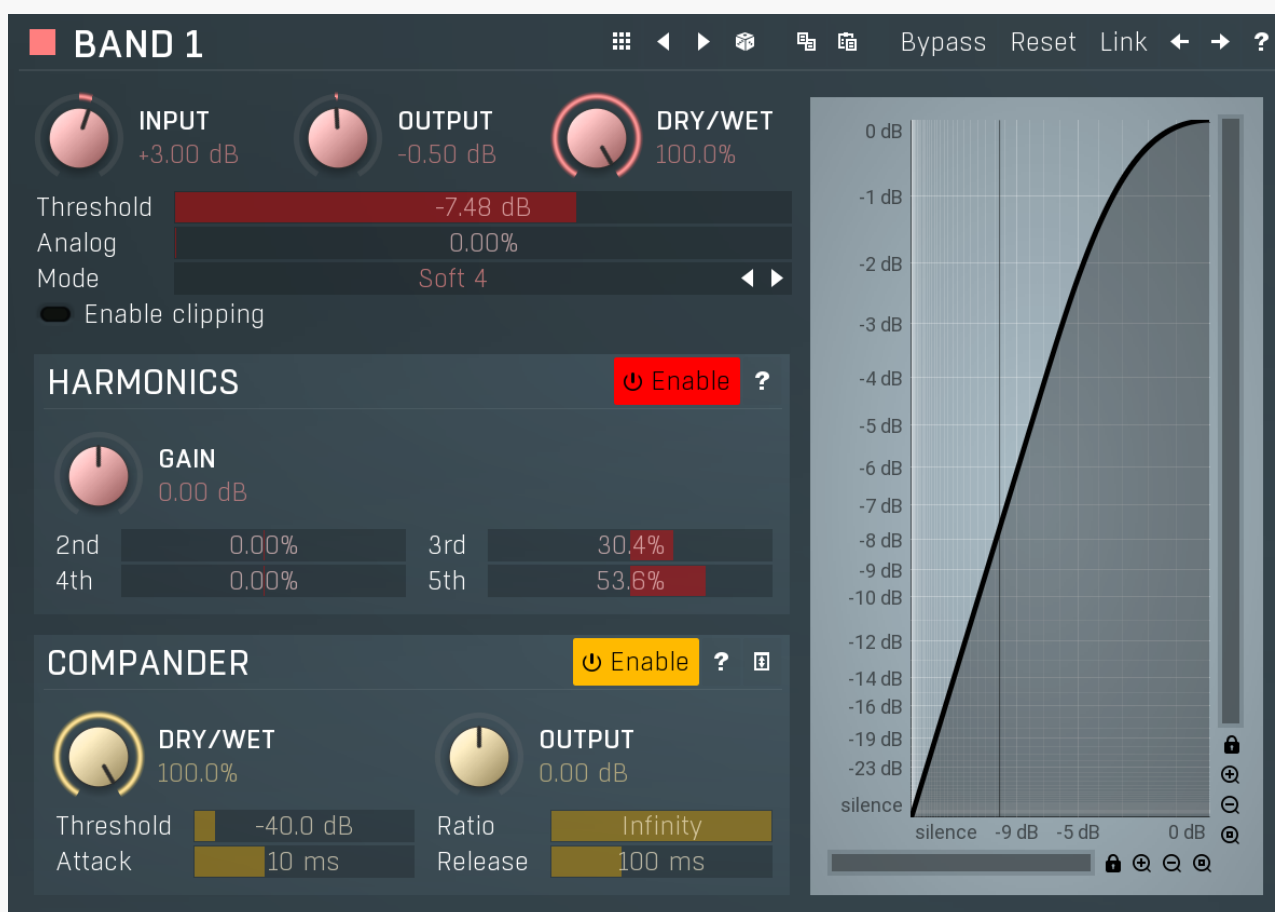 BAND 1
Bypass Reset Link ?
INPUT
+3.00 dB
OUTPUT
-0.50 dB
DRY/WET
100.0%
Threshold -7.48 dB
Analog 0.00%
Mode Soft 4
Enable clipping
HARMONICS
Enable ?
GAIN
0.00 dB
2nd 0.00% 3rd 30.4%
4th 0.00% 5th 53.6%
COMPANDER
Enable ?
DRY/WET
100.0%
OUTPUT
0.00 dB
Threshold -40.0 dB Ratio Infinity
Attack 10 ms Release 100 ms
0 dB
-1 dB
-2 dB
-3 dB
-4 dB
-5 dB
-6 dB
-7 dB
-8 dB
-9 dB
-10 dB
-12 dB
-14 dB
-16 dB
-19 dB
-23 dB
silence
silence -9 dB -5 dB 0 dB